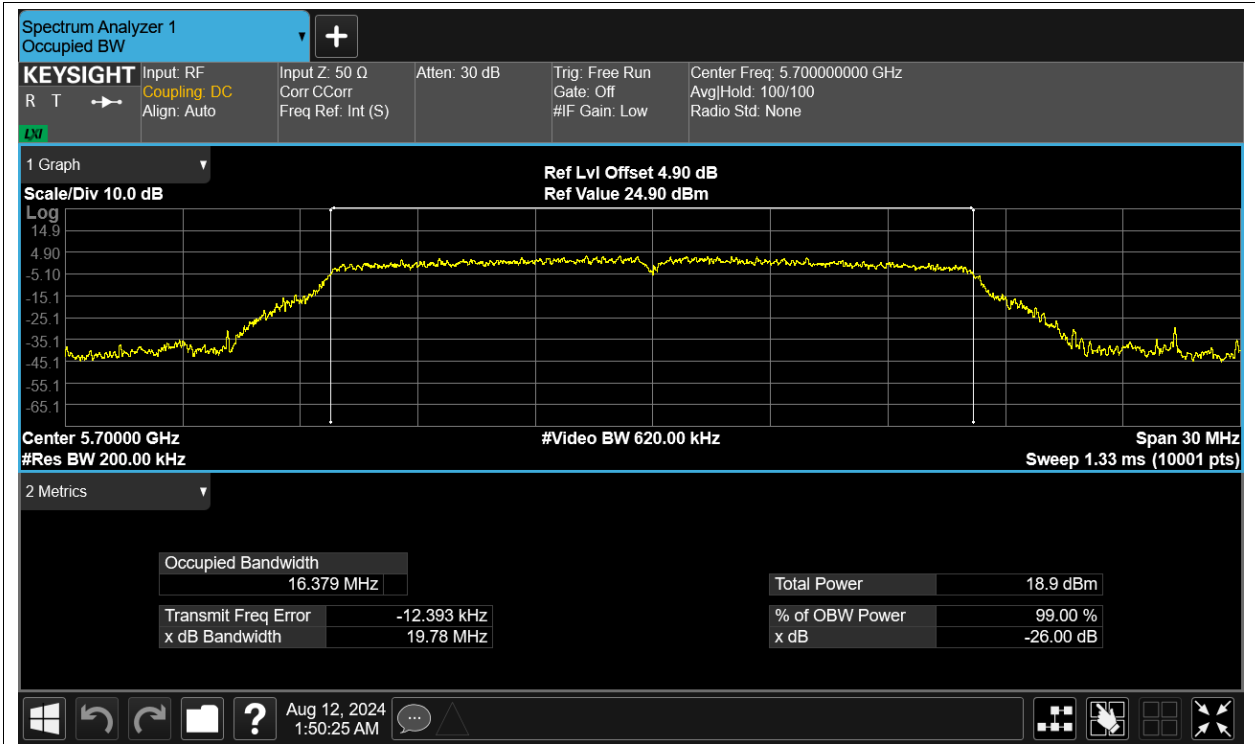 Spectrum Analyzer 1
Occupied BW
▼
+
KEYSIGHT
R T
LXI
Input: RF
Coupling: DC
Align: Auto
Input Z: 50 Ω
Corr CCorr
Freq Ref: Int (S)
Atten: 30 dB
Trig: Free Run
Gate: Off
#IF Gain: Low
Center Freq: 5.700000000 GHz
Avg|Hold: 100/100
Radio Std: None
1 Graph ▼
Scale/Div 10.0 dB
Ref Lvl Offset 4.90 dB
Ref Value 24.90 dBm
Log
14.9
4.90
-5.10
-15.1
-25.1
-35.1
-45.1
-55.1
-65.1
Center 5.70000 GHz
#Res BW 200.00 kHz
#Video BW 620.00 kHz
Span 30 MHz
Sweep 1.33 ms (10001 pts)
2 Metrics ▼
Occupied Bandwidth
16.379 MHz
Transmit Freq Error -12.393 kHz
x dB Bandwidth 19.78 MHz
Total Power 18.9 dBm
% of OBW Power 99.00 %
x dB -26.00 dB
?
Aug 12, 2024
1:50:25 AM